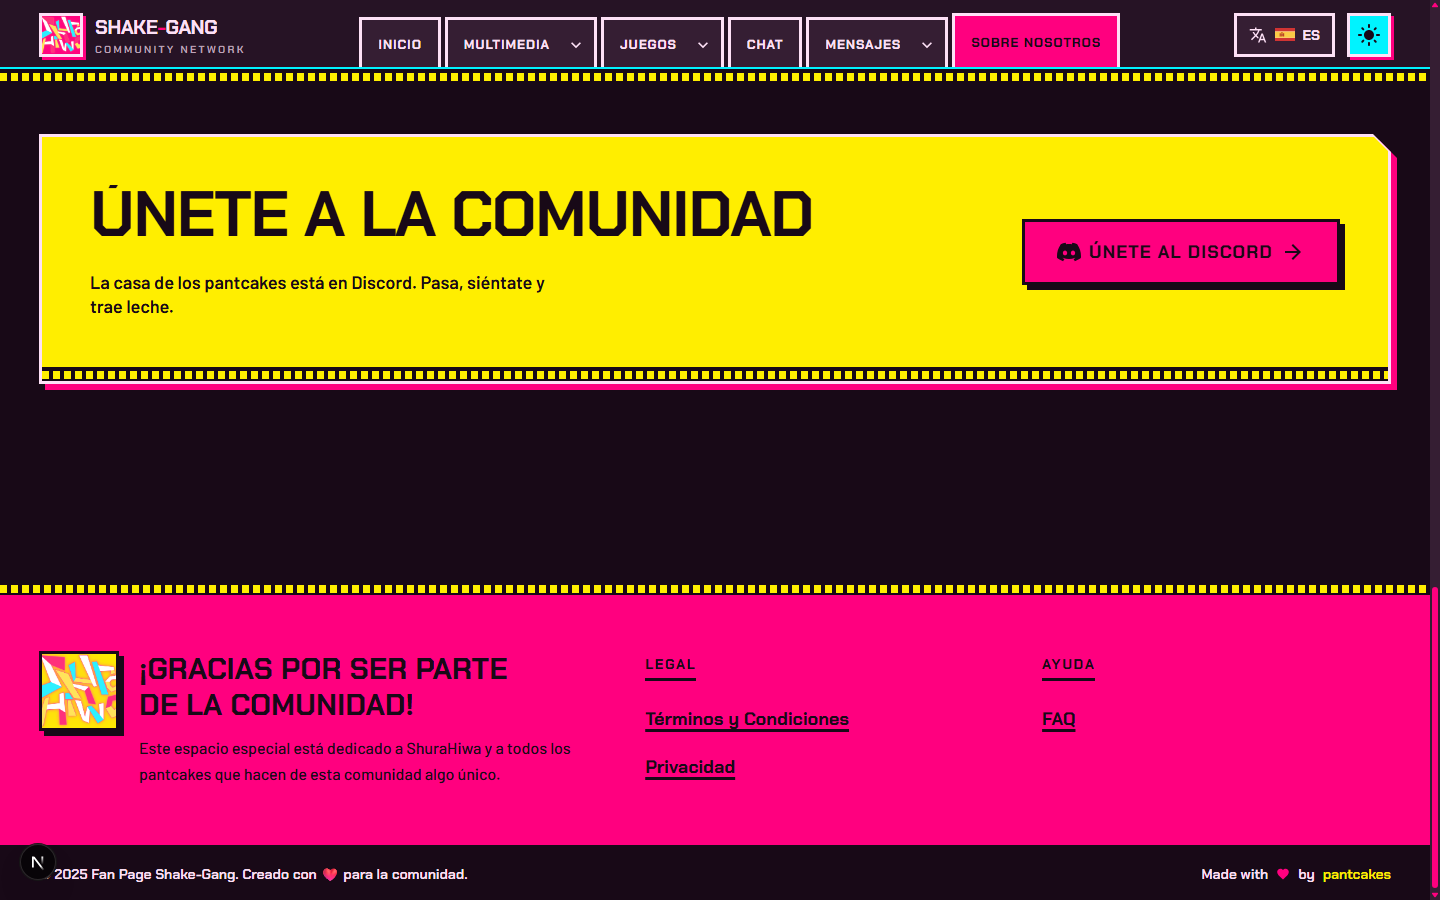 SHAKE-GANG
COMMUNITY NETWORK
INICIO
MULTIMEDIA
JUEGOS
CHAT
MENSAJES
SOBRE NOSOTROS
ES
ÚNETE A LA COMUNIDAD
La casa de los pantcakes está en Discord. Pasa, siéntate y
trae leche.
ÚNETE AL DISCORD
¡GRACIAS POR SER PARTE
DE LA COMUNIDAD!
Este espacio especial está dedicado a ShuraHiwa y a todos los
pantcakes que hacen de esta comunidad algo único.
LEGAL
Términos y Condiciones
Privacidad
AYUDA
FAQ
N
2025 Fan Page Shake-Gang. Creado con ❤️ para la comunidad.
Made with ♥ by pantcakes